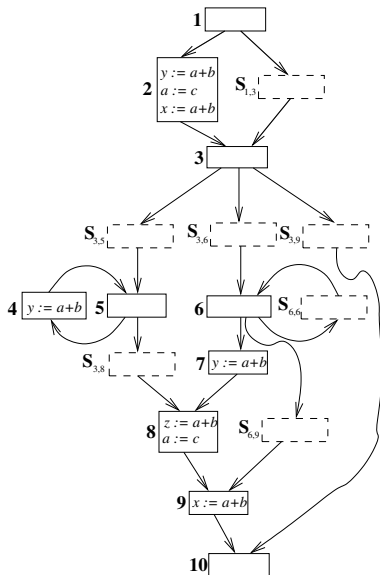 1
2
y := a+b
a := c
x := a+b
S1,3
3
S3,5
S3,6
S3,9
4
y := a+b
5
6
S6,6
S3,8
7
y := a+b
8
z := a+b
a := c
S6,9
9
x := a+b
10